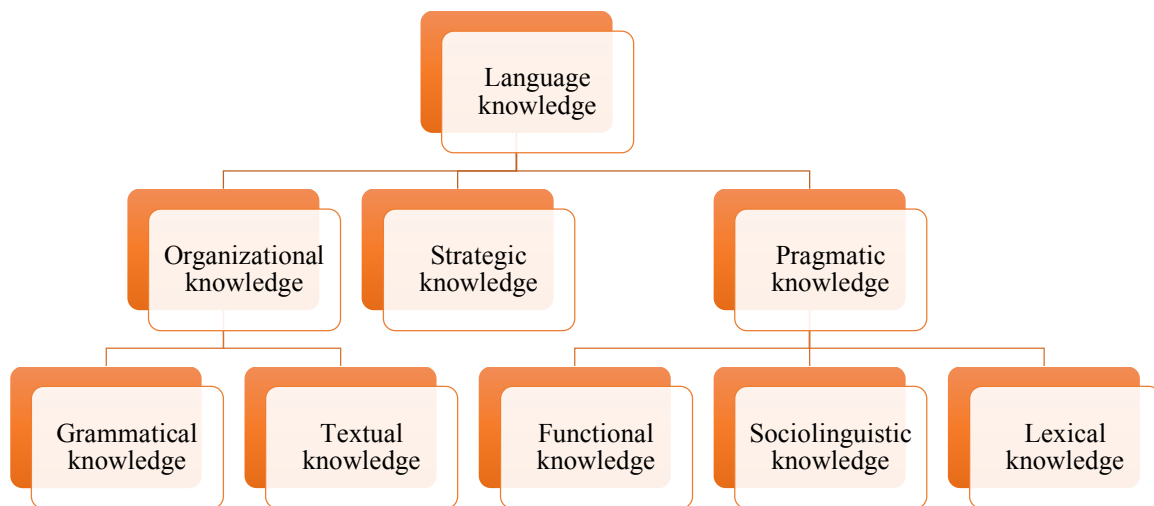 Language
knowledge
Organizational
knowledge
Strategic
knowledge
Pragmatic
knowledge
Grammatical
knowledge
Textual
knowledge
Functional
knowledge
Sociolinguistic
knowledge
Lexical
knowledge